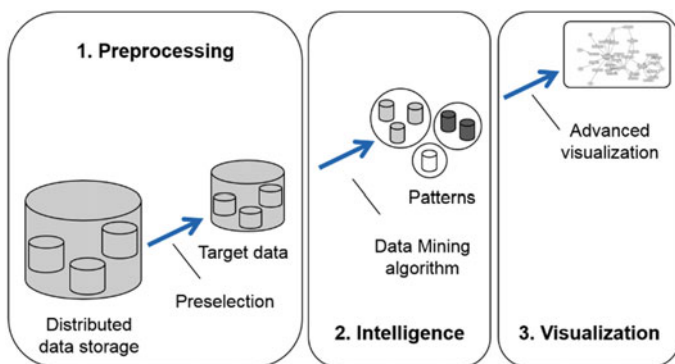 1. Preprocessing
Target data
Preselection
Distributed
data storage
Patterns
Data Mining
algorithm
2. Intelligence
Advanced
visualization
3. Visualization